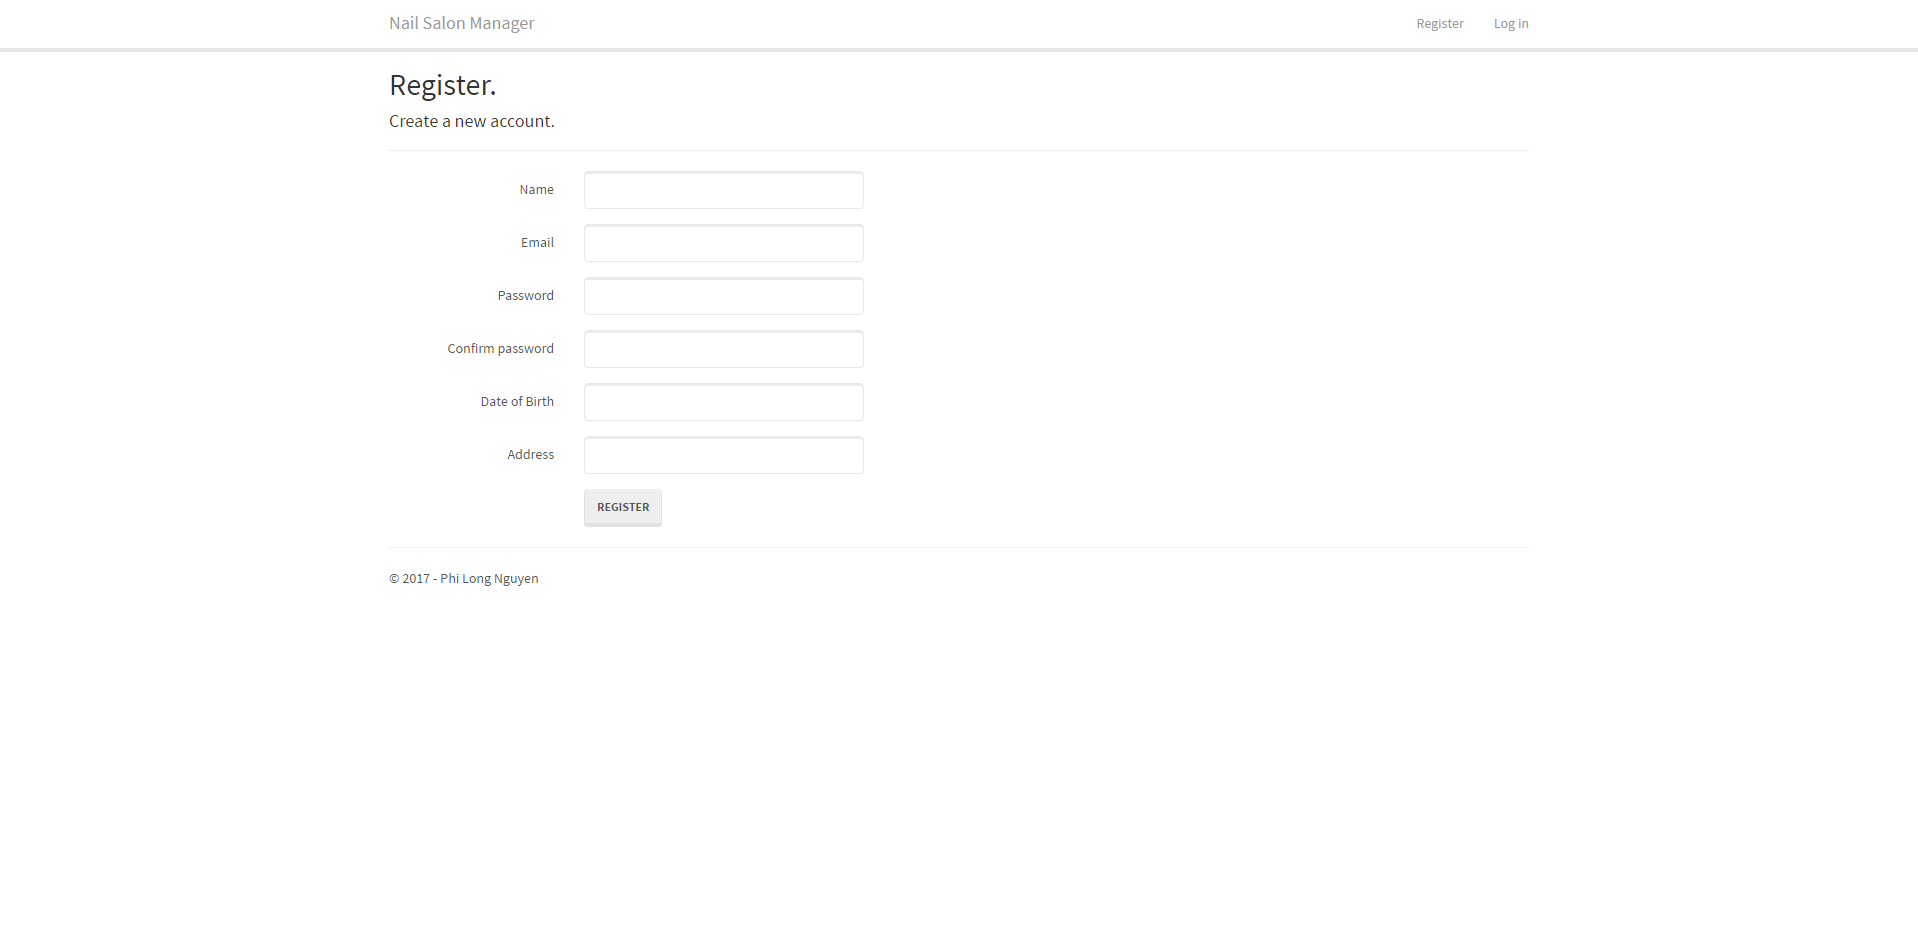 Nail Salon Manager Register Log in
Register.
Create a new account.
Name
Email
Password
Confirm password
Date of Birth
Address
REGISTER
© 2017 - Phi Long Nguyen